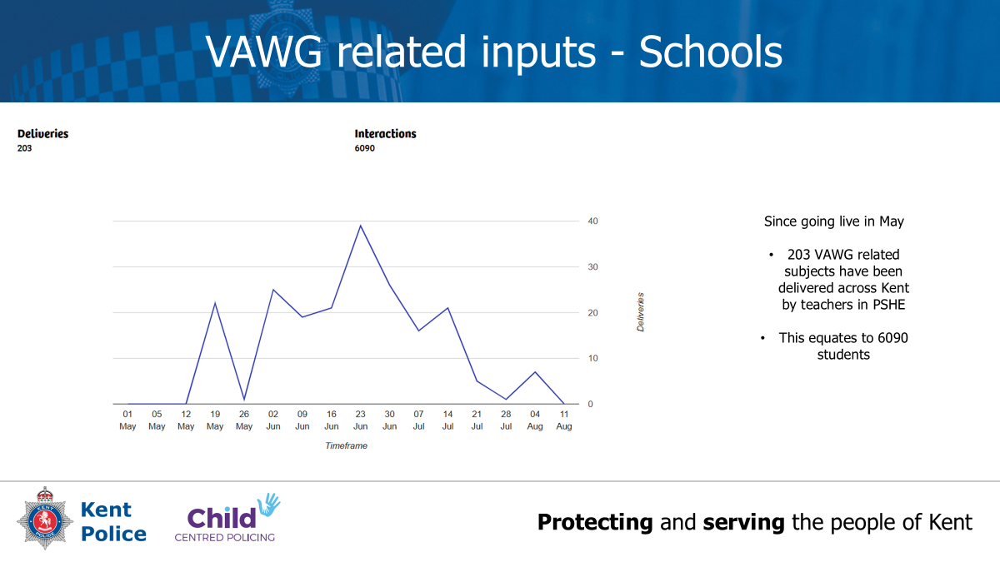 VAWG related inputs - Schools
Deliveries
203
Interactions
6090
40
30
20
10
0
Deliveries
01 May
05 May
12 May
19 May
26 May
02 Jun
09 Jun
16 Jun
23 Jun
30 Jun
07 Jul
14 Jul
21 Jul
28 Jul
04 Aug
11 Aug
Timeframe
Since going live in May
• 203 VAWG related
subjects have been
delivered across Kent
by teachers in PSHE
• This equates to 6090
students
Kent
Police
Child
CENTRED POLICING
Protecting and serving the people of Kent